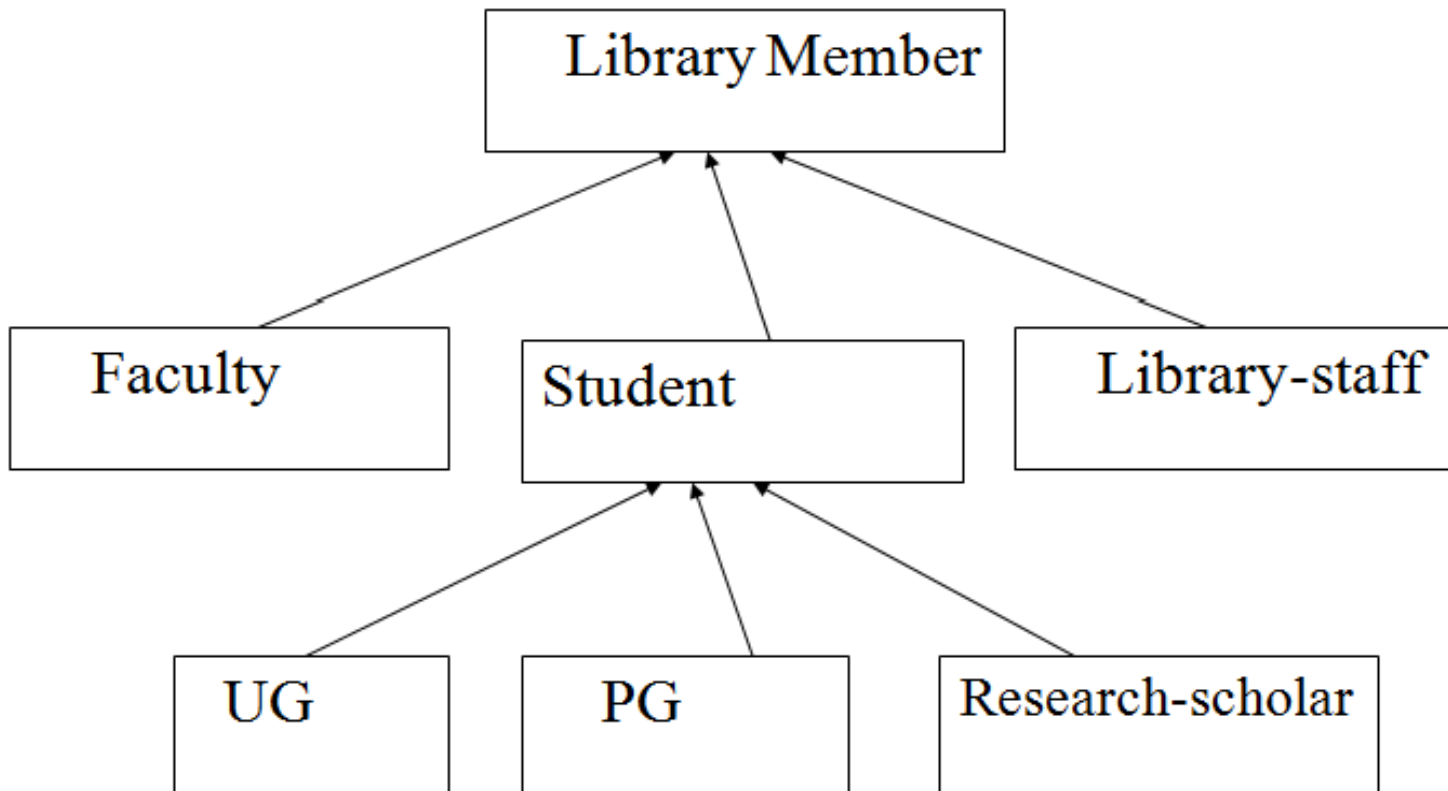 Library Member
Faculty
Student
Library-staff
UG
PG
Research-scholar